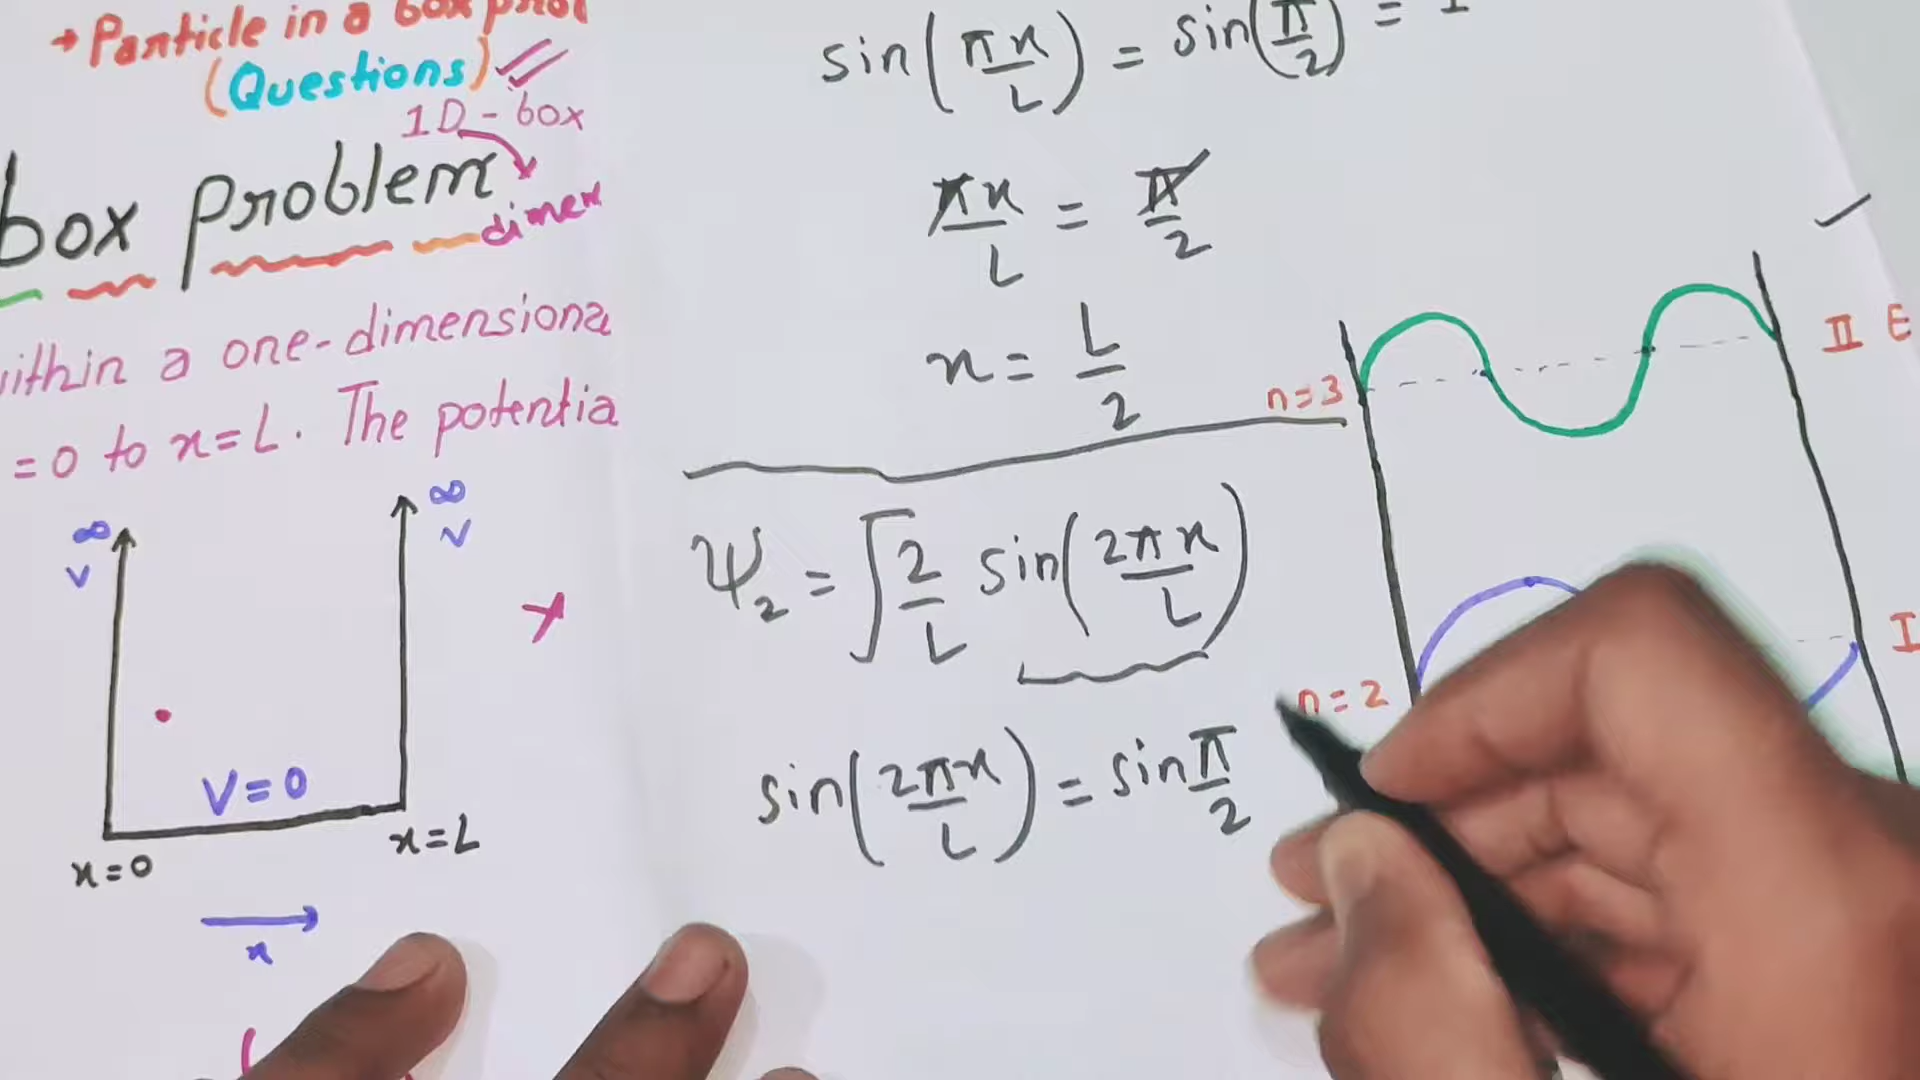 → Particle in a box
(Questions)
1D - box
box Problem
dimen
within a one-dimensiona
=0 to x=L. The potentia
∞
V
∞
V
V=0
x=0
x=L
x
sin(πx/L) = sin(π/2) = 1
πx/L = π/2
x = L/2
ψ₂ = √2/L sin(2πx/L)
sin(2πx/L) = sin π/2
n=3
II E
n=2
I